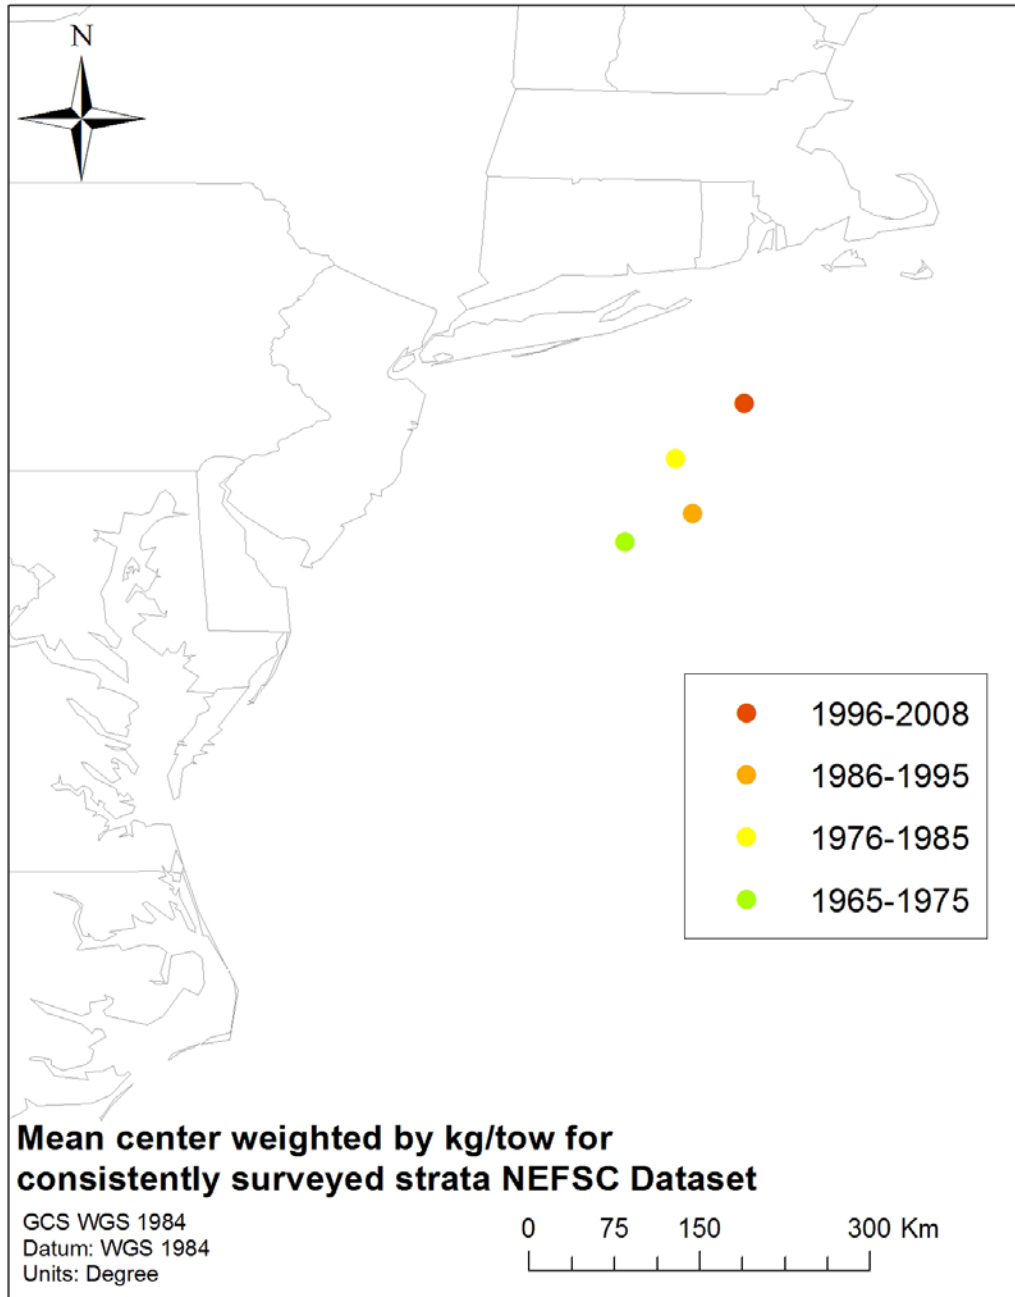 N
1996-2008
1986-1995
1976-1985
1965-1975
Mean center weighted by kg/tow for
consistently surveyed strata NEFSC Dataset
GCS WGS 1984
Datum: WGS 1984
Units: Degree
0 75 150 300 Km